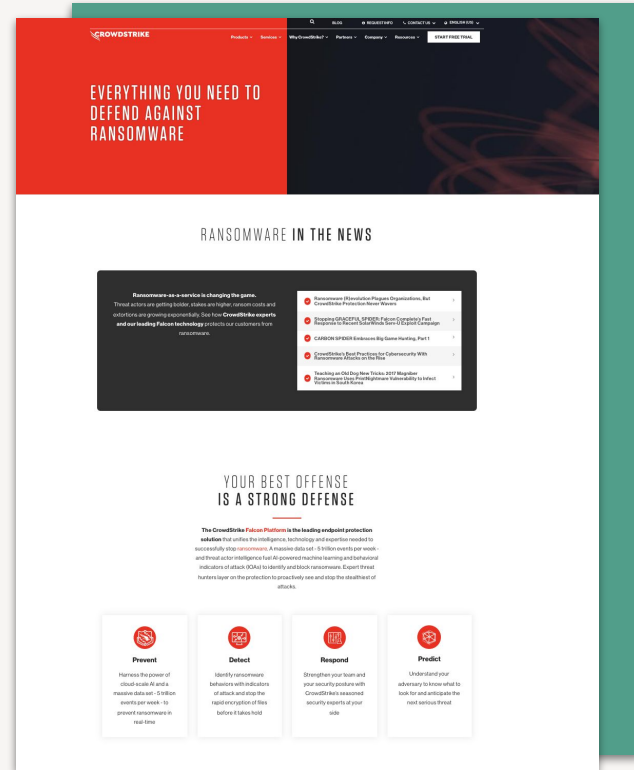 BLOG REQUEST INFO CONTACT US ENGLISH (US)
CROWDSTRIKE
Products Services Why CrowdStrike? Partners Company Resources START FREE TRIAL
EVERYTHING YOU NEED TO
DEFEND AGAINST
RANSOMWARE
RANSOMWARE IN THE NEWS
Ransomware-as-a-service is changing the game.
Threat actors are getting bolder, stakes are higher, ransom costs and
extortions are growing exponentially. See how CrowdStrike experts
and our leading Falcon technology protects our customers from
ransomware.
Ransomware (R)evolution Plagues Organizations, But
CrowdStrike Protection Never Wavers
Stopping GRACEFUL SPIDER: Falcon Complete's Fast
Response to Recent SolarWinds Serv-U Exploit Campaign
CARBON SPIDER Embraces Big Game Hunting, Part 1
CrowdStrike's Best Practices for Cybersecurity With
Ransomware Attacks on the Rise
Teaching an Old Dog New Tricks: 2017 Magniber
Ransomware Uses PrintNightmare Vulnerability to Infect
Victims in South Korea
YOUR BEST OFFENSE
IS A STRONG DEFENSE
The CrowdStrike Falcon Platform is the leading endpoint protection
solution that unifies the intelligence, technology and expertise needed to
successfully stop ransomware. A massive data set - 5 trillion events per week -
and threat actor intelligence fuel AI-powered machine learning and behavioral
indicators of attack (IOAs) to identify and block ransomware. Expert threat
hunters layer on the protection to proactively see and stop the stealthiest of
attacks.
Prevent
Harness the power of
cloud-scale AI and a
massive data set - 5 trillion
events per week - to
prevent ransomware in
real-time
Detect
Identify ransomware
behaviors with indicators
of attack and stop the
rapid encryption of files
before it takes hold
Respond
Strengthen your team and
your security posture with
CrowdStrike's seasoned
security experts at your
side
Predict
Understand your
adversary to know what to
look for and anticipate the
next serious threat